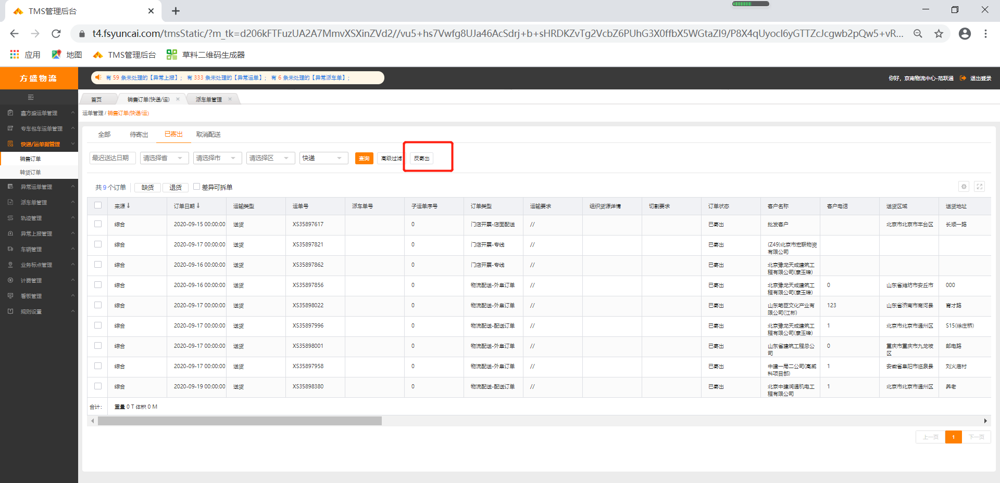 TMS管理后台
t4.fsyuncai.com/tmsStatic/?m_tk=d206kFTFuzUA2A7MmvXSXinZVd2//vu5+hs7Vwfg8UJa46AcSdrj+b+sHRDKZvTg2VcbZ6PUhG3X0ffbX5WGtaZI9/P8X4qUyocI6yGTTZcJcgwb2pQw5+vR...
应用 地图 TMS管理后台 草料二维码生成器
方盛物流
有 59 条未处理的【异常上报】； 有 333 条未处理的【异常运单】； 有 6 条未处理的【异常派车单】；
你好，京南物流中心-范跃通 退出登录
首页 销售订单(快递/运) 派车单管理
运单管理 / 销售订单(快递/运)
鑫方盛运单管理
专车包车运单管理
快递/运单据管理
销售订单
转货订单
异常运单管理
派车单管理
轨迹管理
异常上报管理
车辆管理
业务标点管理
计费管理
看板管理
规则设置
全部 待寄出 已寄出 取消配送
最迟送达日期 请选择省 请选择市 请选择区 快递 查询 高级过滤 反寄出
共 9 个订单 缺货 退货 差异可拆单
来源 订单日期 运输类型 运单号 派车单号 子运单序号 订单类型 运输要求 组织货源详情 切割要求 订单状态 客户名称 客户电话 送货区域 送货地址
综合 2020-09-15 00:00:00 送货 XS35897617 0 门店开票-店面配送 // 已寄出 批发客户 北京市北京市丰台区 长顺一路
综合 2020-09-17 00:00:00 送货 XS35897821 0 门店开票-专线 // 已寄出 (Z49)北京市宏联物资有限公司
综合 2020-09-16 00:00:00 送货 XS35897862 0 门店开票-专线 // 已寄出 北京豫龙天成建筑工程有限公司(康玉锋)
综合 2020-09-16 00:00:00 送货 XS35897856 0 物流配送-外阜订单 // 已寄出 北京豫龙天成建筑工程有限公司(康玉锋) 0 山东省潍坊市安丘市 000
综合 2020-09-17 00:00:00 送货 XS35898022 0 物流配送-外阜订单 // 已寄出 山东笔臣文化产业有限公司(江彬) 123 山东省济南市商河县 育才路
综合 2020-09-17 00:00:00 送货 XS35897996 0 物流配送-配送订单 // 已寄出 北京豫龙天成建筑工程有限公司(康玉锋) 1 北京市北京市通州区 S15(徐庄桥)
综合 2020-09-17 00:00:00 送货 XS35898001 0 物流配送-外阜订单 // 已寄出 山东省建筑工程总公司 0 重庆市重庆市九龙坡区 邮电路
综合 2020-09-17 00:00:00 送货 XS35897958 0 物流配送-外阜订单 // 已寄出 中建一局二公司(高威科项目部) 1 安徽省阜阳市临泉县 刘火庙村
综合 2020-09-19 00:00:00 送货 XS35898380 0 物流配送-配送订单 // 已寄出 北京中建润通机电工程有限公司 1 北京市北京市通州区 养老
合计： 重量 0 T 体积 0 M
上一页 1 下一页